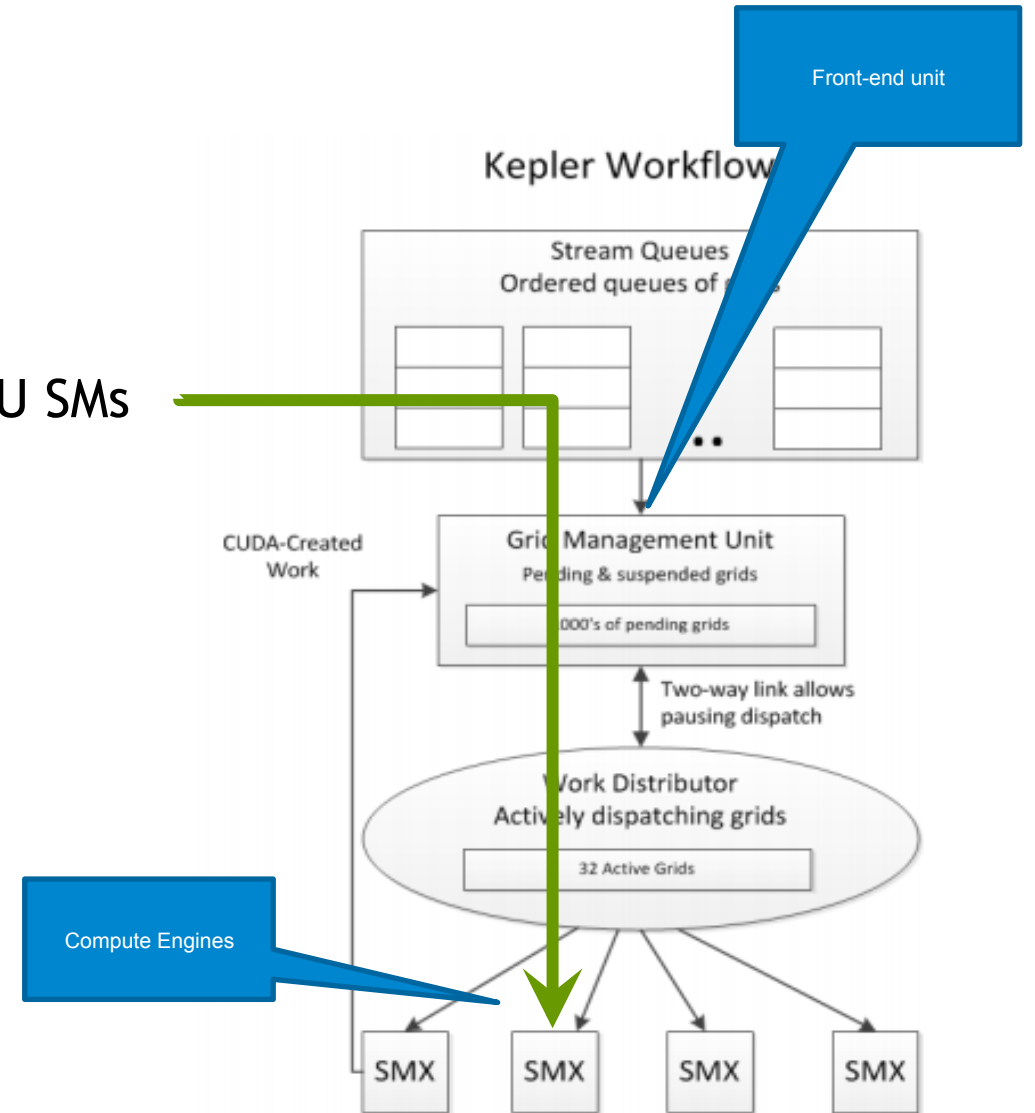 Front-end unit
Kepler Workflow
Stream Queues
Ordered queues of
U SMs
CUDA-Created
Work
Grid Management Unit
Pending & suspended grids
000's of pending grids
Two-way link allows
pausing dispatch
Work Distributor
Actively dispatching grids
32 Active Grids
Compute Engines
SMX
SMX
SMX
SMX